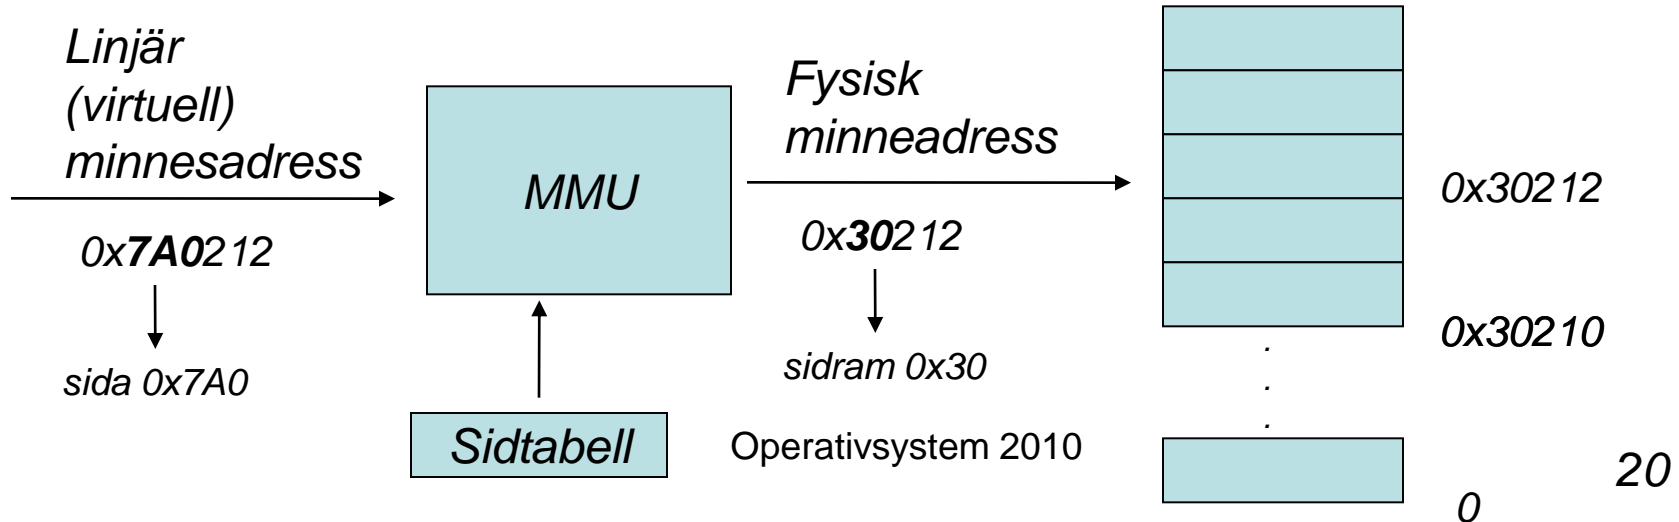 Linjär
(virtuell)
minnesadress
0x7A0212
sida 0x7A0
MMU
Sidtabell
Fysisk
minneadress
0x30212
sidram 0x30
Operativsystem 2010
0x30212
0x30210
.
.
.
0
20